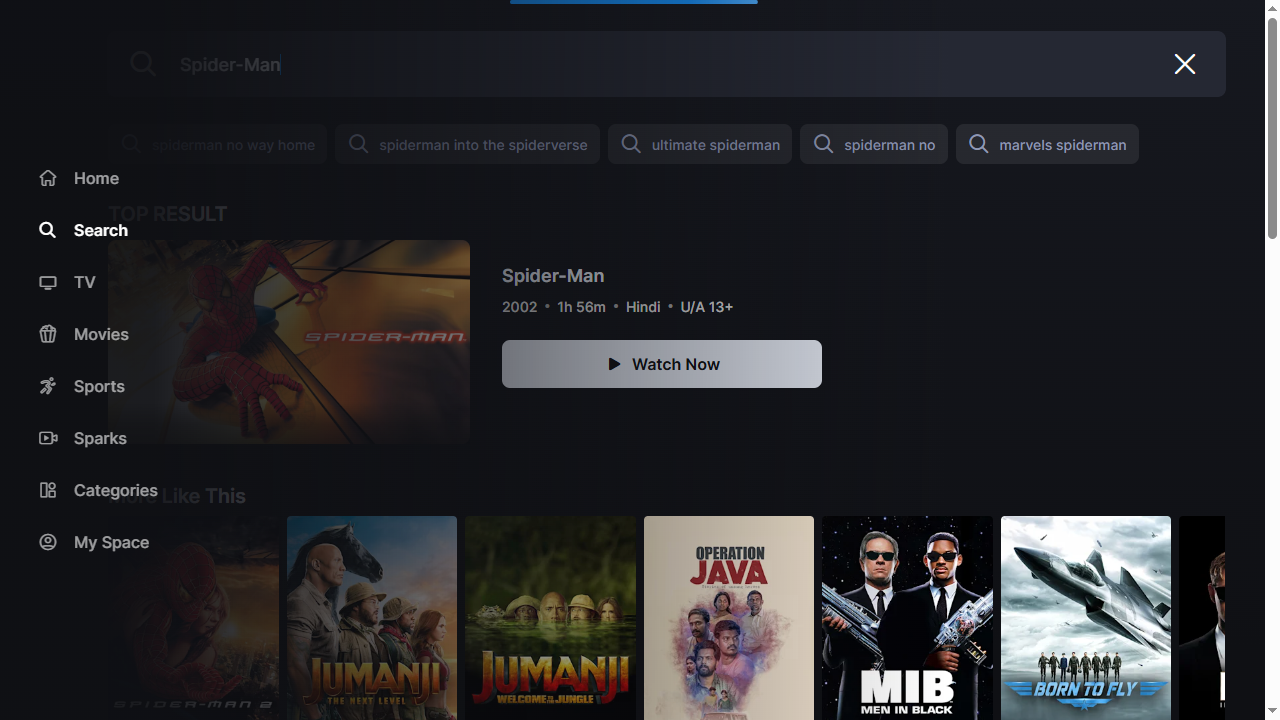 Spider-Man
spiderman no way home
spiderman into the spiderverse
ultimate spiderman
spiderman no
marvels spiderman
Home
Search
TV
Movies
Sports
Sparks
Categories
My Space
TOP RESULT
SPIDER-MAN
Spider-Man
2002 • 1h 56m • Hindi • U/A 13+
Watch Now
More Like This
SPIDER-MAN 2
JUMANJI
THE NEXT LEVEL
JUMANJI
WELCOME TO THE JUNGLE
OPERATION
JAVA
MIB
MEN IN BLACK
BORN TO FLY